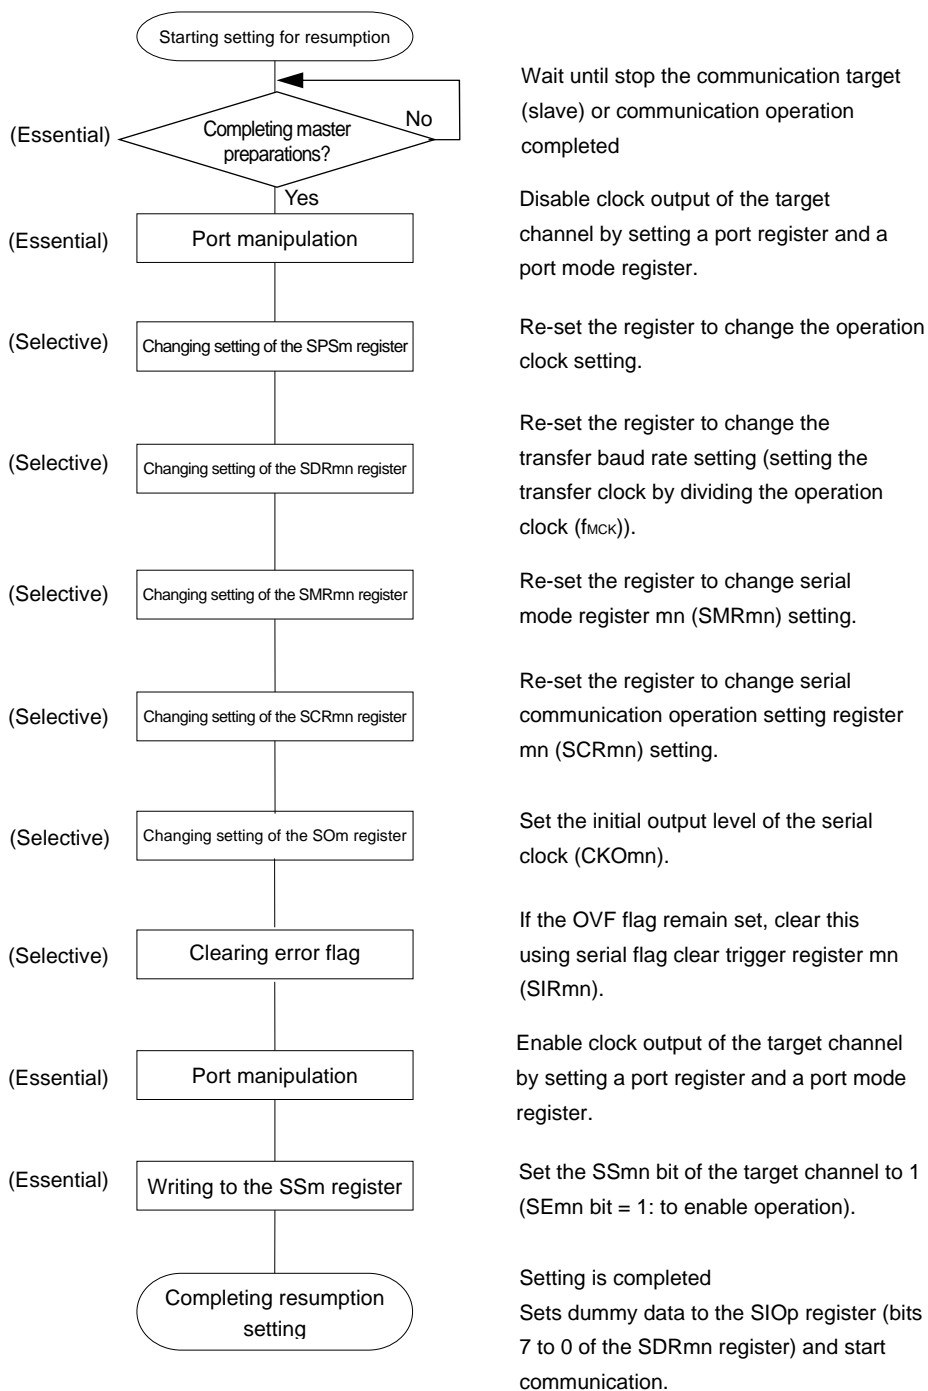 Starting setting for resumption
Wait until stop the communication target
(slave) or communication operation
completed
(Essential)
Completing master
preparations?
No
Yes
Disable clock output of the target
channel by setting a port register and a
port mode register.
(Essential)
Port manipulation
Re-set the register to change the operation
clock setting.
(Selective)
Changing setting of the SPSm register
Re-set the register to change the
transfer baud rate setting (setting the
transfer clock by dividing the operation
clock (fMCK)).
(Selective)
Changing setting of the SDRmn register
Re-set the register to change serial
mode register mn (SMRmn) setting.
(Selective)
Changing setting of the SMRmn register
Re-set the register to change serial
communication operation setting register
mn (SCRmn) setting.
(Selective)
Changing setting of the SCRmn register
Set the initial output level of the serial
clock (CKOmn).
(Selective)
Changing setting of the SOm register
If the OVF flag remain set, clear this
using serial flag clear trigger register mn
(SIRmn).
(Selective)
Clearing error flag
Enable clock output of the target channel
by setting a port register and a port mode
register.
(Essential)
Port manipulation
Set the SSmn bit of the target channel to 1
(SEmn bit = 1: to enable operation).
(Essential)
Writing to the SSm register
Completing resumption
setting
Setting is completed
Sets dummy data to the SIOp register (bits
7 to 0 of the SDRmn register) and start
communication.